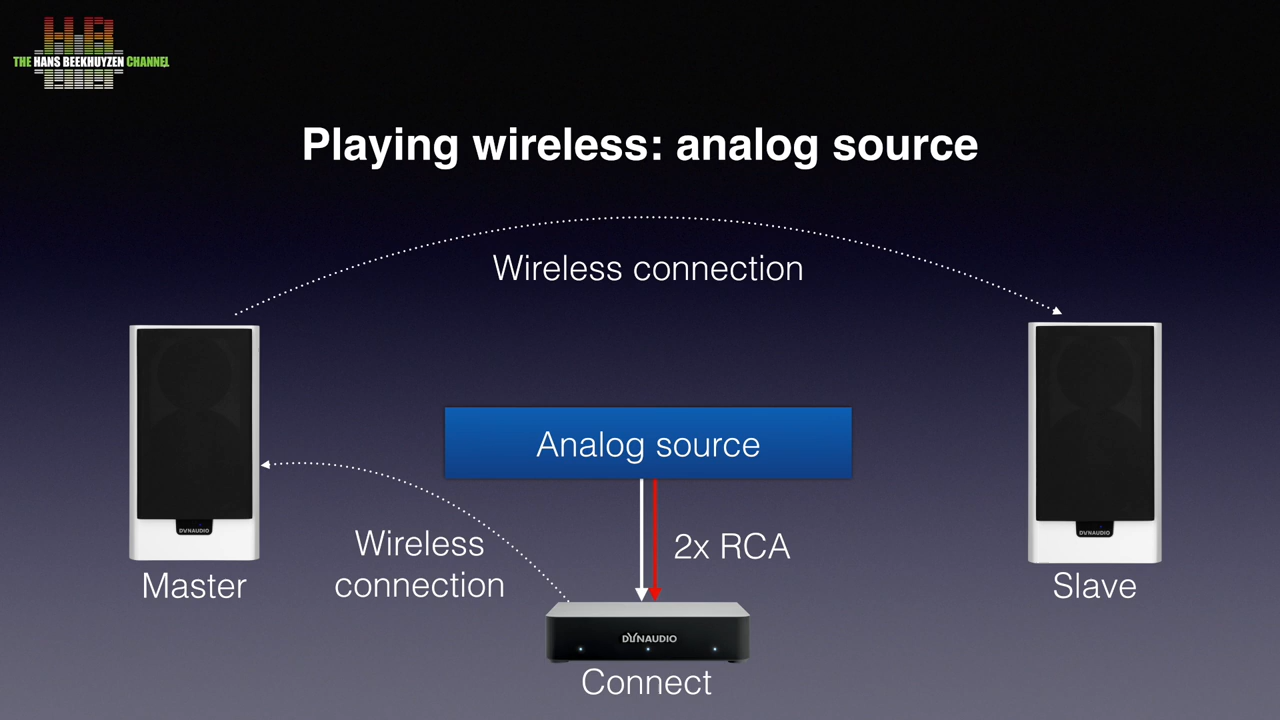 THE HANS BEEKHUYZEN CHANNEL
Playing wireless: analog source
Wireless connection
Analog source
DYNAUDIO
DYNAUDIO
Wireless
connection
2x RCA
Master
Slave
DYNAUDIO
Connect